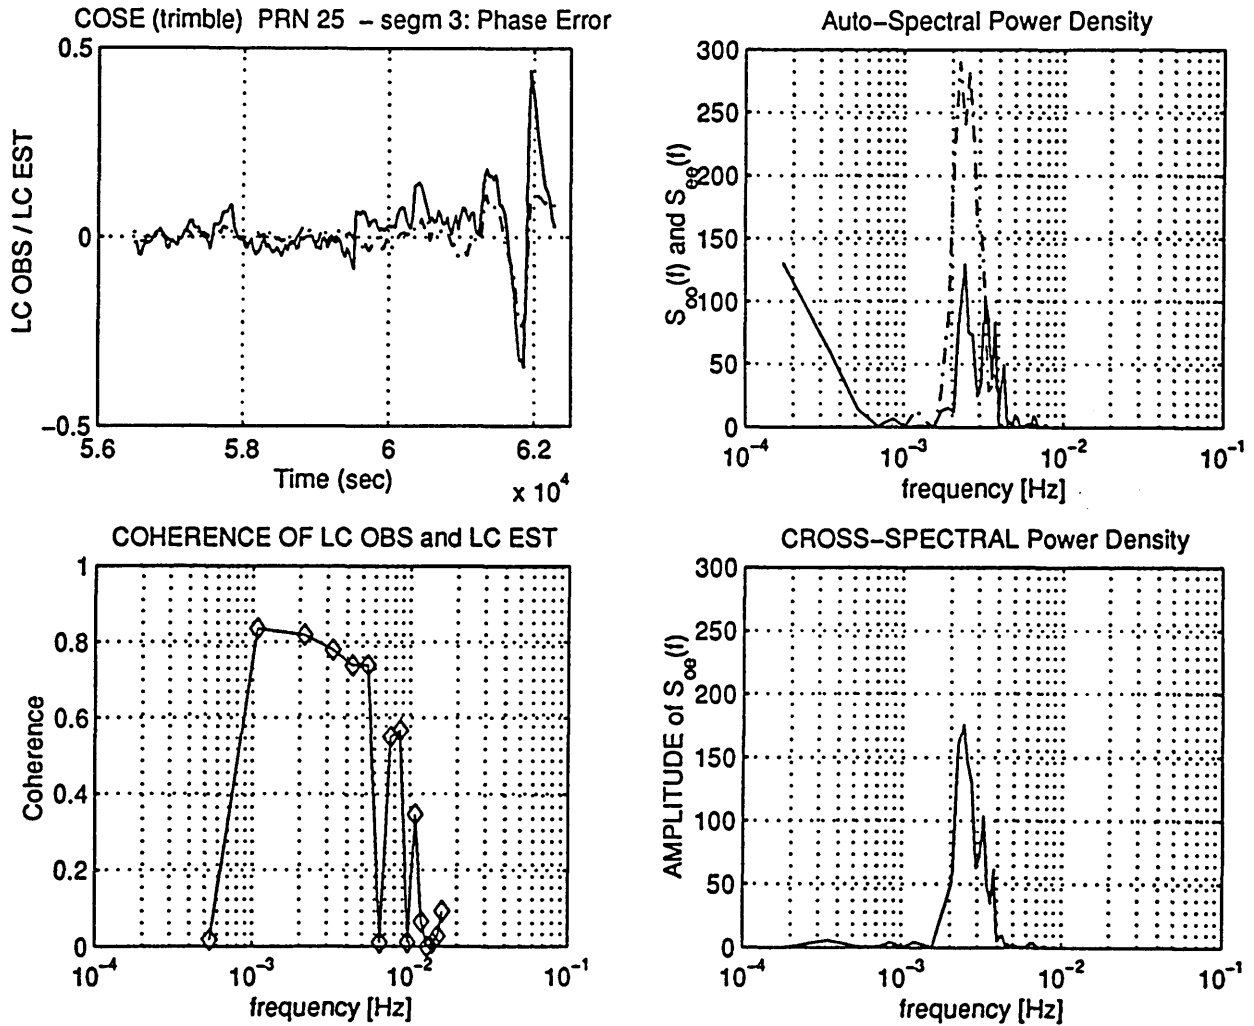 COSE (trimble) PRN 25 – segm 3: Phase Error
LC OBS / LC EST
0.5
0
−0.5
5.6 5.8 6 6.2
Time (sec)
x 10^4
Auto–Spectral Power Density
S_oo(f) and S_ee(f)
300
250
200
150
100
50
0
10^−4 10^−3 10^−2 10^−1
frequency [Hz]
COHERENCE OF LC OBS and LC EST
Coherence
1
0.8
0.6
0.4
0.2
0
10^−4 10^−3 10^−2 10^−1
frequency [Hz]
CROSS–SPECTRAL Power Density
AMPLITUDE of S_oe(f)
300
250
200
150
100
50
0
10^−4 10^−3 10^−2 10^−1
frequency [Hz]